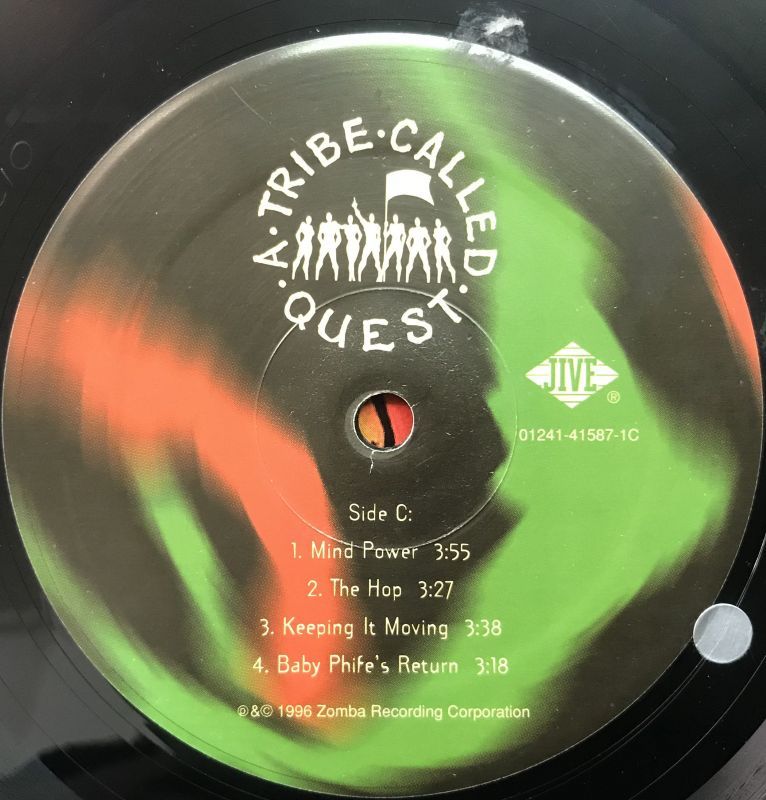 A · TRIBE · CALLED · QUEST ·
JIVE ®
01241-41587-1C
Side C:
1. Mind Power 3:55
2. The Hop 3:27
3. Keeping It Moving 3:38
4. Baby Phife's Return 3:18
℗&© 1996 Zomba Recording Corporation